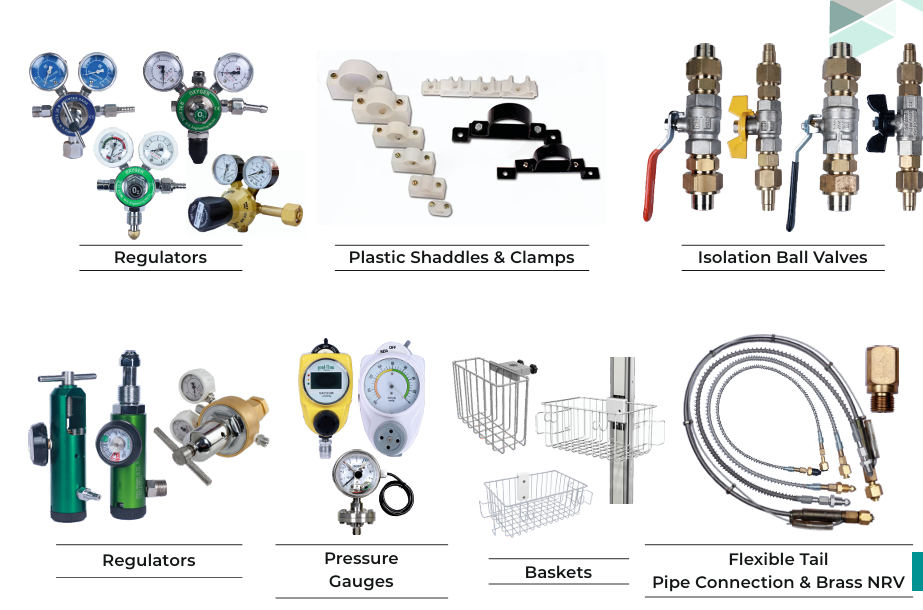 Regulators
Plastic Shaddles & Clamps
Isolation Ball Valves
Regulators
Pressure
Gauges
Baskets
Flexible Tail
Pipe Connection & Brass NRV